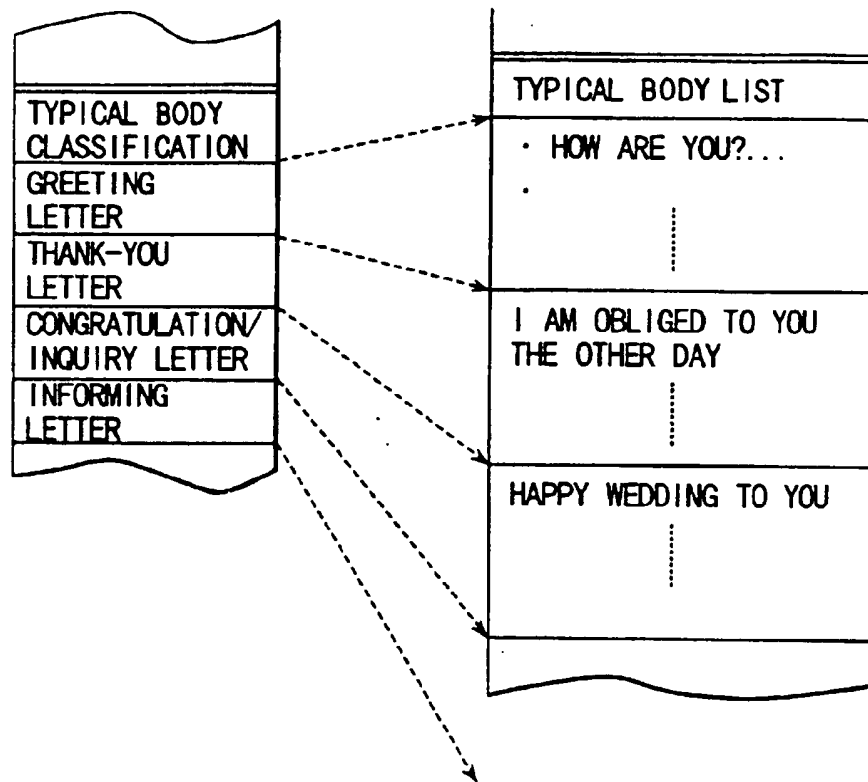 TYPICAL BODY
CLASSIFICATION
GREETING
LETTER
THANK-YOU
LETTER
CONGRATULATION/
INQUIRY LETTER
INFORMING
LETTER
TYPICAL BODY LIST
· HOW ARE YOU?...
·
I AM OBLIGED TO YOU
THE OTHER DAY
HAPPY WEDDING TO YOU